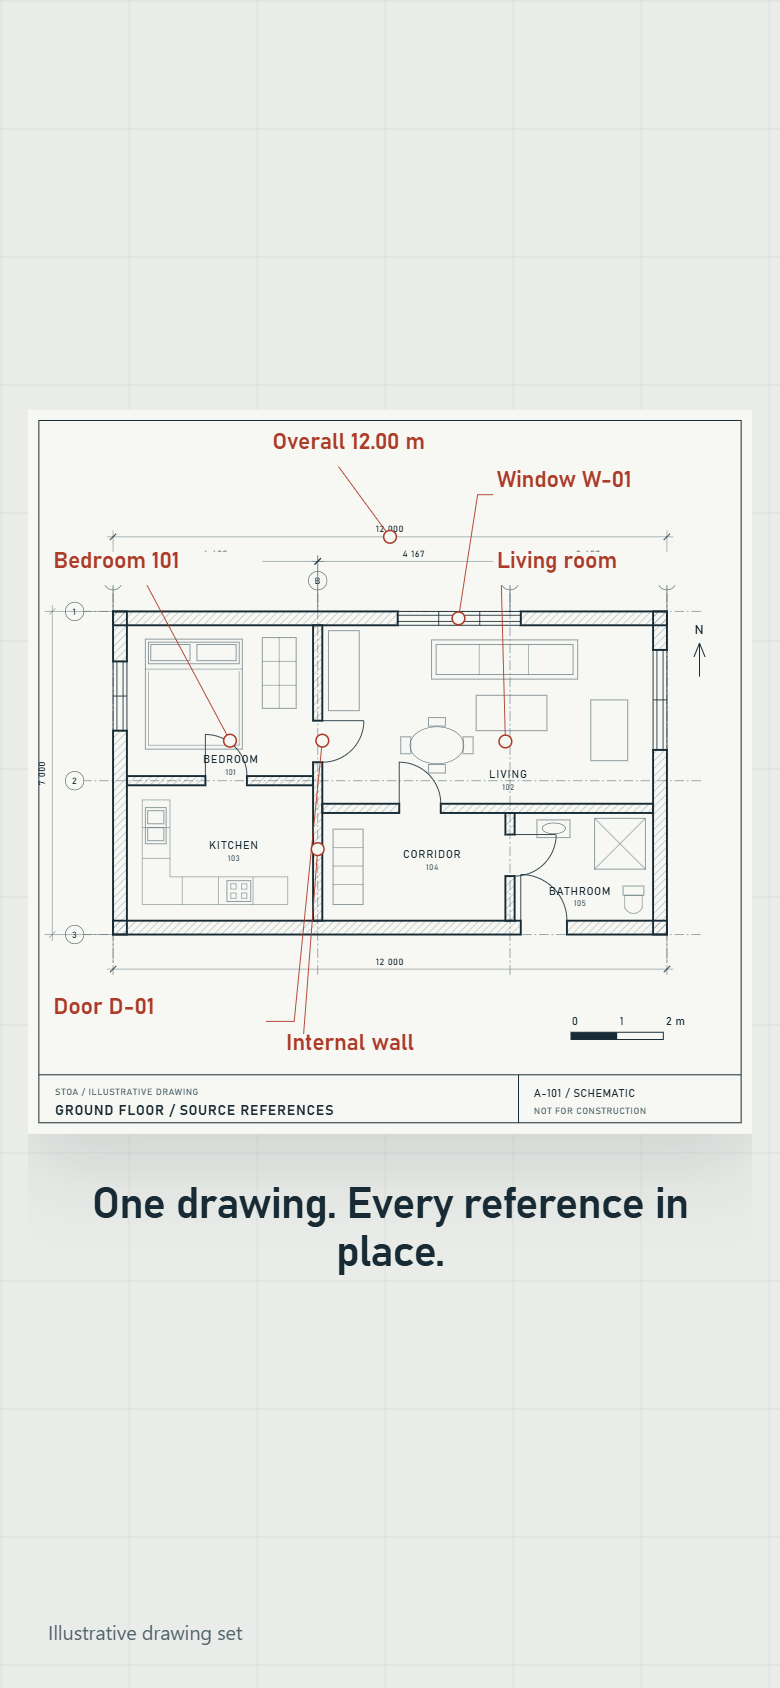 Overall 12.00 m
Window W-01
12 000
4 167
Bedroom 101
Living room
B
1
N
BEDROOM
101
LIVING
102
7 000
2
KITCHEN
103
CORRIDOR
104
BATHROOM
105
3
12 000
Door D-01
Internal wall
0 1 2 m
STOA / ILLUSTRATIVE DRAWING
GROUND FLOOR / SOURCE REFERENCES
A-101 / SCHEMATIC
NOT FOR CONSTRUCTION
One drawing. Every reference in
place.
Illustrative drawing set